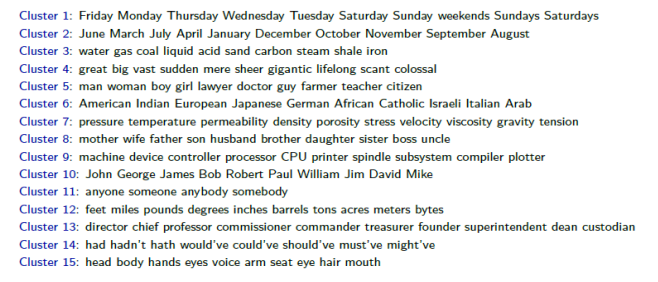 Cluster 1: Friday Monday Thursday Wednesday Tuesday Saturday Sunday weekends Sundays Saturdays
Cluster 2: June March July April January December October November September August
Cluster 3: water gas coal liquid acid sand carbon steam shale iron
Cluster 4: great big vast sudden mere sheer gigantic lifelong scant colossal
Cluster 5: man woman boy girl lawyer doctor guy farmer teacher citizen
Cluster 6: American Indian European Japanese German African Catholic Israeli Italian Arab
Cluster 7: pressure temperature permeability density porosity stress velocity viscosity gravity tension
Cluster 8: mother wife father son husband brother daughter sister boss uncle
Cluster 9: machine device controller processor CPU printer spindle subsystem compiler plotter
Cluster 10: John George James Bob Robert Paul William Jim David Mike
Cluster 11: anyone someone anybody somebody
Cluster 12: feet miles pounds degrees inches barrels tons acres meters bytes
Cluster 13: director chief professor commissioner commander treasurer founder superintendent dean custodian
Cluster 14: had hadn't hath would've could've should've must've might've
Cluster 15: head body hands eyes voice arm seat eye hair mouth